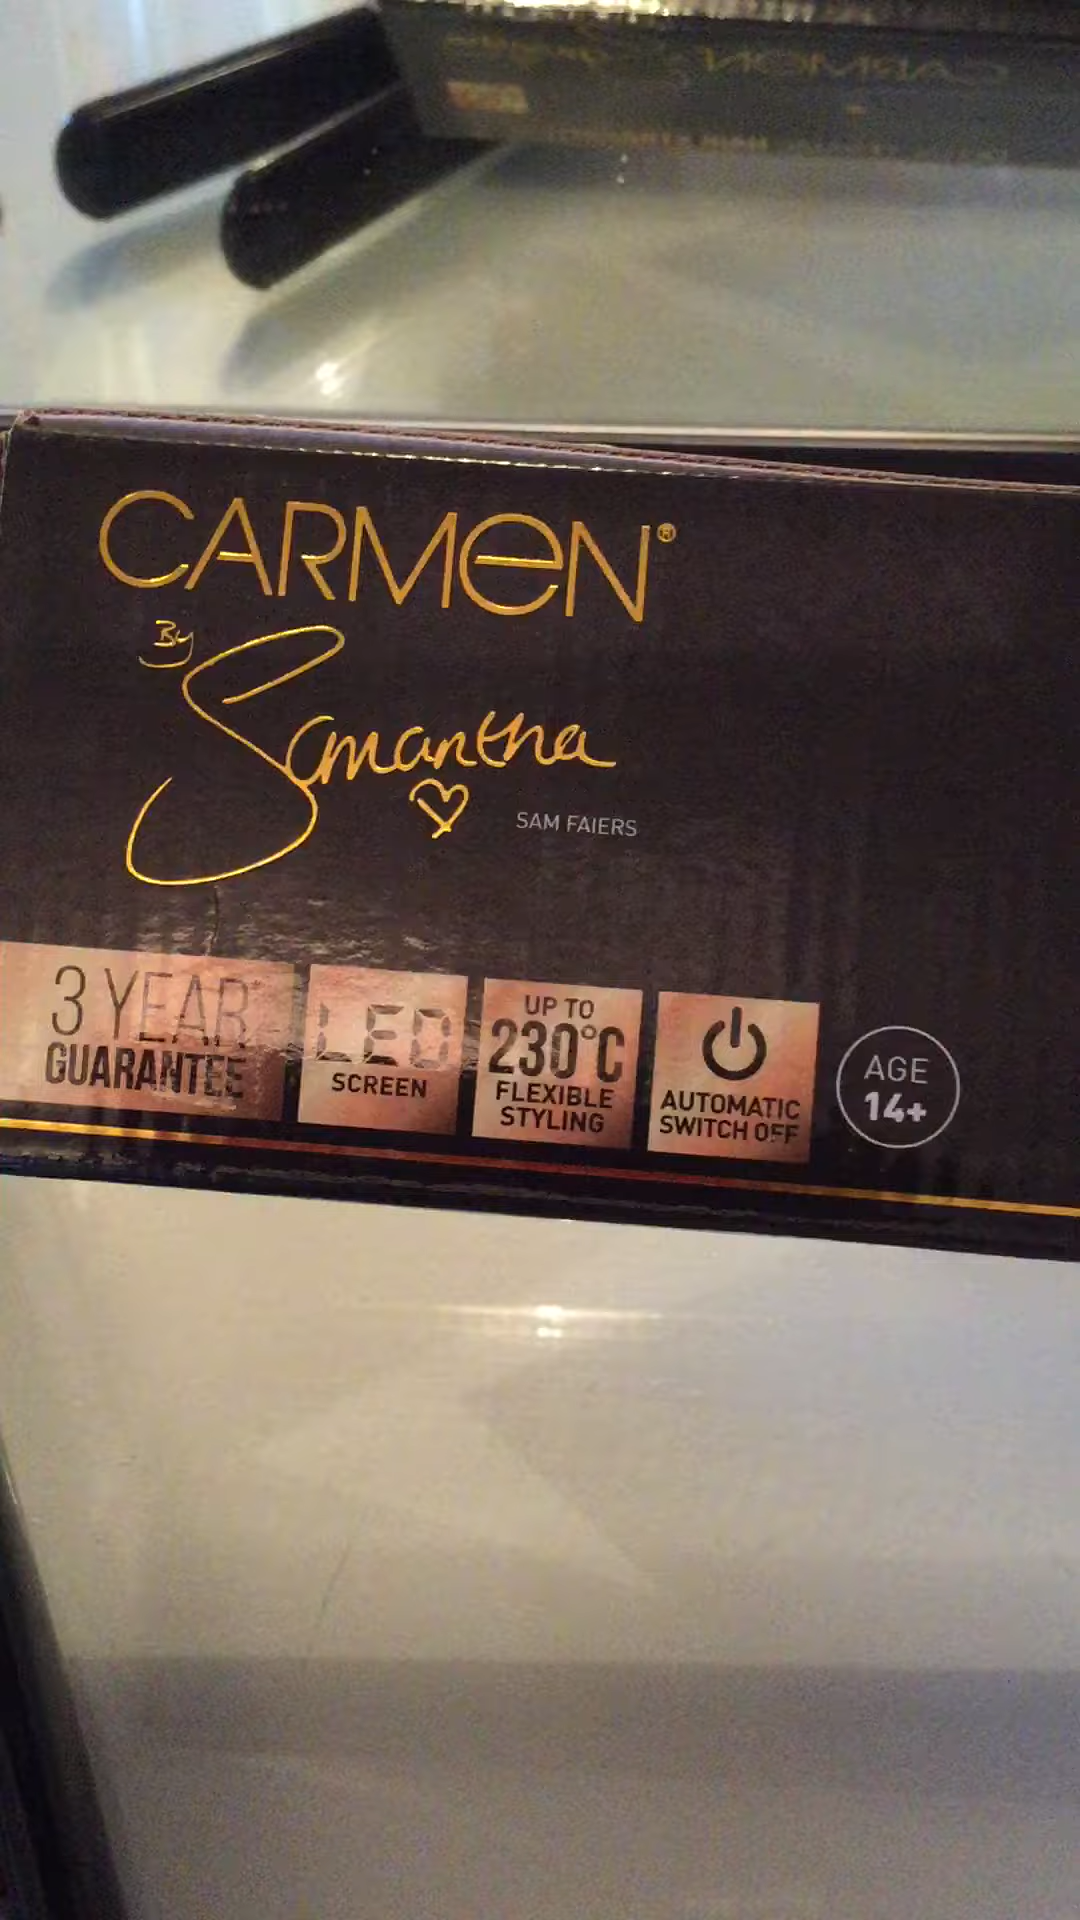 CARMEN®
By
Samantha
SAM FAIERS
3 YEAR*
GUARANTEE
LED
SCREEN
UP TO
230°C
FLEXIBLE
STYLING
AUTOMATIC
SWITCH OFF
AGE
14+